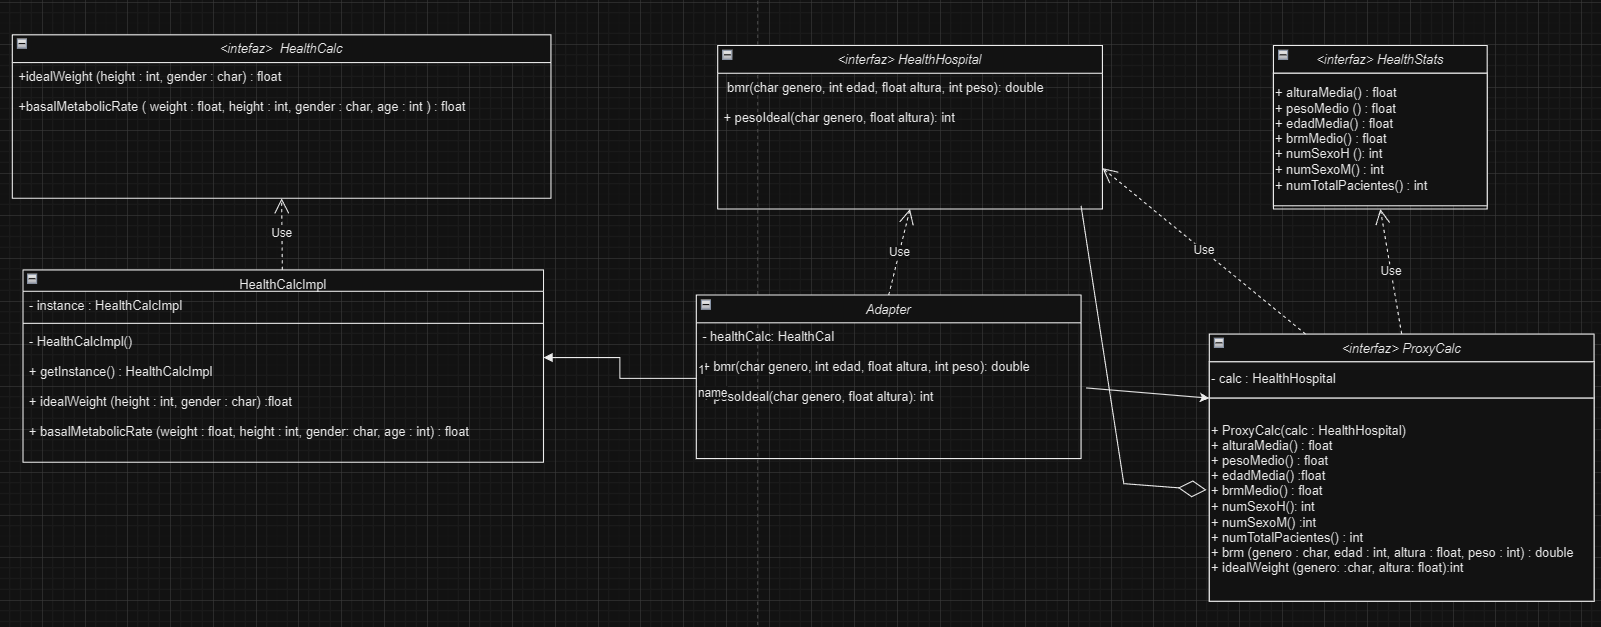 <intefaz> HealthCalc
+idealWeight (height : int, gender : char) : float
+basalMetabolicRate ( weight : float, height : int, gender : char, age : int ) : float
Use
HealthCalcImpl
- instance : HealthCalcImpl
- HealthCalcImpl()
+ getInstance() : HealthCalcImpl
+ idealWeight (height : int, gender : char) :float
+ basalMetabolicRate (weight : float, height : int, gender: char, age : int) : float
<interfaz> HealthHospital
bmr(char genero, int edad, float altura, int peso): double
+ pesoIdeal(char genero, float altura): int
Use
Adapter
- healthCalc: HealthCal
1
+ bmr(char genero, int edad, float altura, int peso): double
name
pesoIdeal(char genero, float altura): int
<interfaz> HealthStats
+ alturaMedia() : float
+ pesoMedio () : float
+ edadMedia() : float
+ brmMedio() : float
+ numSexoH (): int
+ numSexoM() : int
+ numTotalPacientes() : int
Use
Use
<interfaz> ProxyCalc
- calc : HealthHospital
+ ProxyCalc(calc : HealthHospital)
+ alturaMedia() : float
+ pesoMedio() : float
+ edadMedia() :float
+ brmMedio() : float
+ numSexoH(): int
+ numSexoM() :int
+ numTotalPacientes() : int
+ brm (genero : char, edad : int, altura : float, peso : int) : double
+ idealWeight (genero: :char, altura: float):int